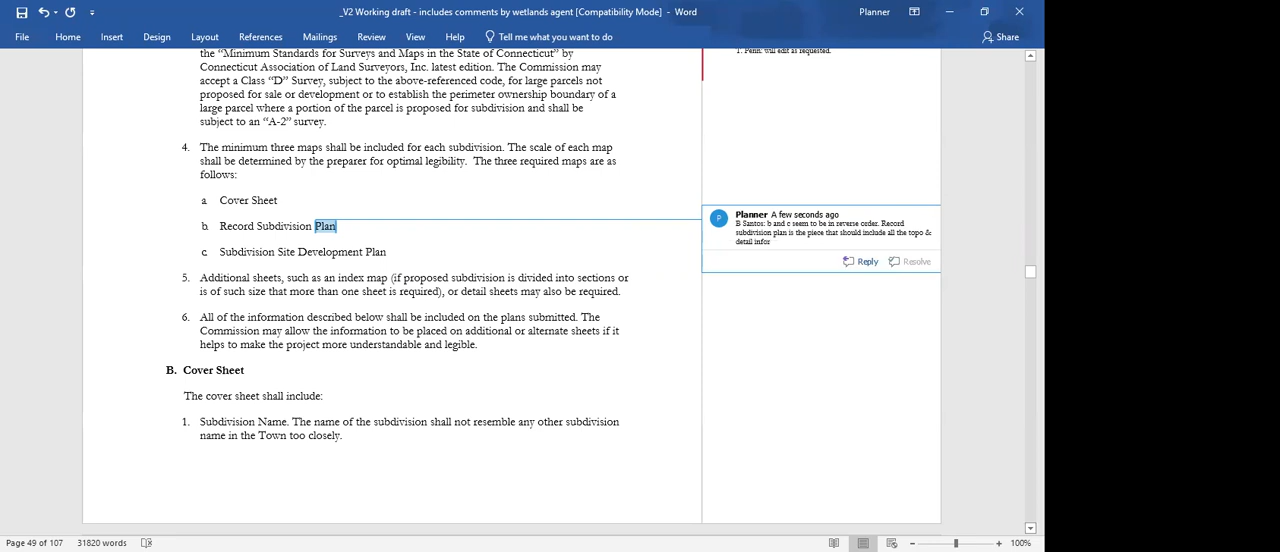 _V2 Working draft - includes comments by wetlands agent [Compatibility Mode] - Word
Planner
File Home Insert Design Layout References Mailings Review View Help Tell me what you want to do Share
the “Minimum Standards for Surveys and Maps in the State of Connecticut” by
Connecticut Association of Land Surveyors, Inc. latest edition. The Commission may
accept a Class “D” Survey, subject to the above-referenced code, for large parcels not
proposed for sale or development or to establish the perimeter ownership boundary of a
large parcel where a portion of the parcel is proposed for subdivision and shall be
subject to an “A-2” survey.
4. The minimum three maps shall be included for each subdivision. The scale of each map
shall be determined by the preparer for optimal legibility. The three required maps are as
follows:
a. Cover Sheet
b. Record Subdivision Plan
c. Subdivision Site Development Plan
5. Additional sheets, such as an index map (if proposed subdivision is divided into sections or
is of such size that more than one sheet is required), or detail sheets may also be required.
6. All of the information described below shall be included on the plans submitted. The
Commission may allow the information to be placed on additional or alternate sheets if it
helps to make the project more understandable and legible.
B. Cover Sheet
The cover sheet shall include:
1. Subdivision Name. The name of the subdivision shall not resemble any other subdivision
name in the Town too closely.
T. Penn: will edit as requested.
P
Planner A few seconds ago
B Santos: b and c seem to be in reverse order. Record
subdivision plan is the piece that should include all the topo &
detail infor
Reply Resolve
Page 49 of 107 31820 words
100%